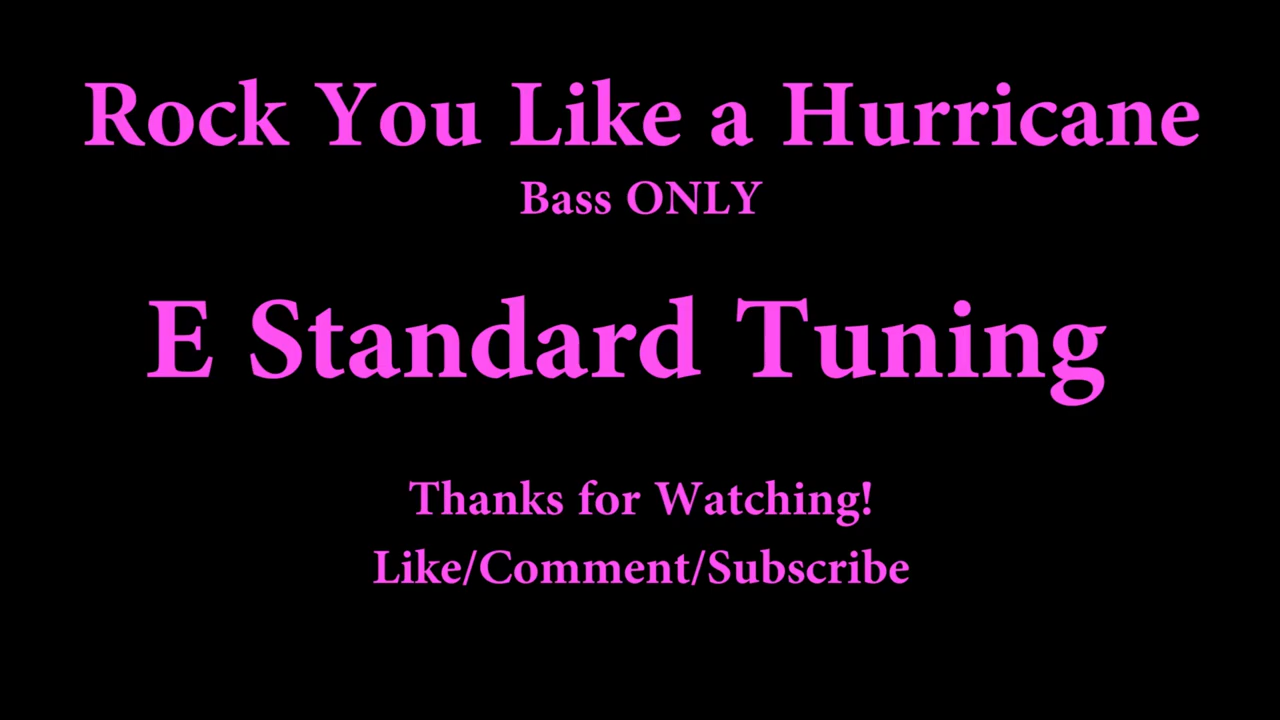 Rock You Like a Hurricane
Bass ONLY
E Standard Tuning
Thanks for Watching!
Like/Comment/Subscribe